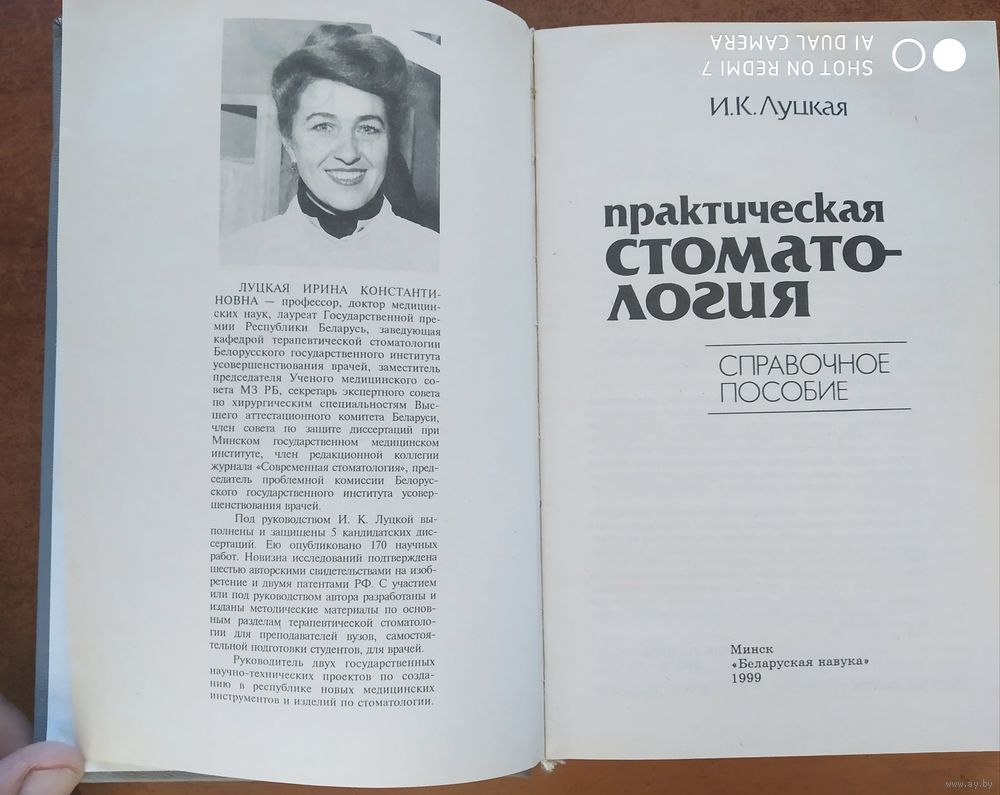 ЛУЦКАЯ ИРИНА КОНСТАНТИ-
НОВНА — профессор, доктор медицин-
ских наук, лауреат Государственной пре-
мии Республики Беларусь, заведующая
кафедрой терапевтической стоматологии
Белорусского государственного института
усовершенствования врачей, заместитель
председателя Ученого медицинского со-
вета МЗ РБ, секретарь экспертного совета
по хирургическим специальностям Выс-
шего аттестационного комитета Беларуси,
член совета по защите диссертаций при
Минском государственном медицинском
институте, член редакционной коллегии
журнала «Современная стоматология», пред-
седатель проблемной комиссии Белорус-
ского государственного института усовер-
шенствования врачей.
Под руководством И. К. Луцкой вы-
полнены и защищены 5 кандидатских дис-
сертаций. Ею опубликовано 170 научных
работ. Новизна исследований подтверждена
шестью авторскими свидетельствами на изоб-
ретение и двумя патентами РФ. С участием
или под руководством автора разработаны и
изданы методические материалы по основ-
ным разделам терапевтической стоматоло-
гии для преподавателей вузов, самостоя-
тельной подготовки студентов, для врачей.
Руководитель двух государственных
научно-технических проектов по созда-
нию в республике новых медицинских
инструментов и изделий по стоматологии.
SHOT ON REDMI 7
AI DUAL CAMERA
И.К.Луцкая
практическая
СТОМАТО-
ЛОГИЯ
СПРАВОЧНОЕ
ПОСОБИЕ
Минск
«Беларуская навука»
1999
www.ay.by